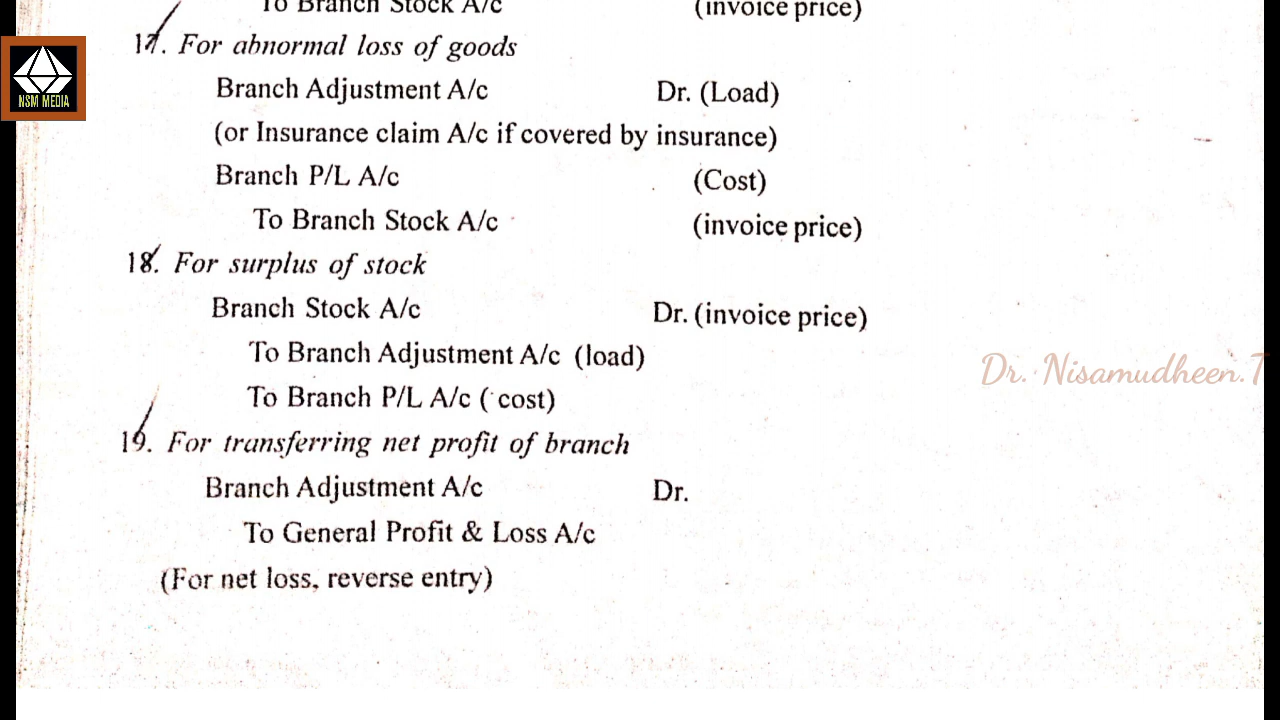 To Branch Stock A/c (invoice price)
17. For abnormal loss of goods
Branch Adjustment A/c Dr. (Load)
(or Insurance claim A/c if covered by insurance)
Branch P/L A/c (Cost)
To Branch Stock A/c (invoice price)
18. For surplus of stock
Branch Stock A/c Dr. (invoice price)
To Branch Adjustment A/c (load)
To Branch P/L A/c (cost)
19. For transferring net profit of branch
Branch Adjustment A/c Dr.
To General Profit & Loss A/c
(For net loss, reverse entry)
NSM MEDIA
Dr. Nisamudheen.T